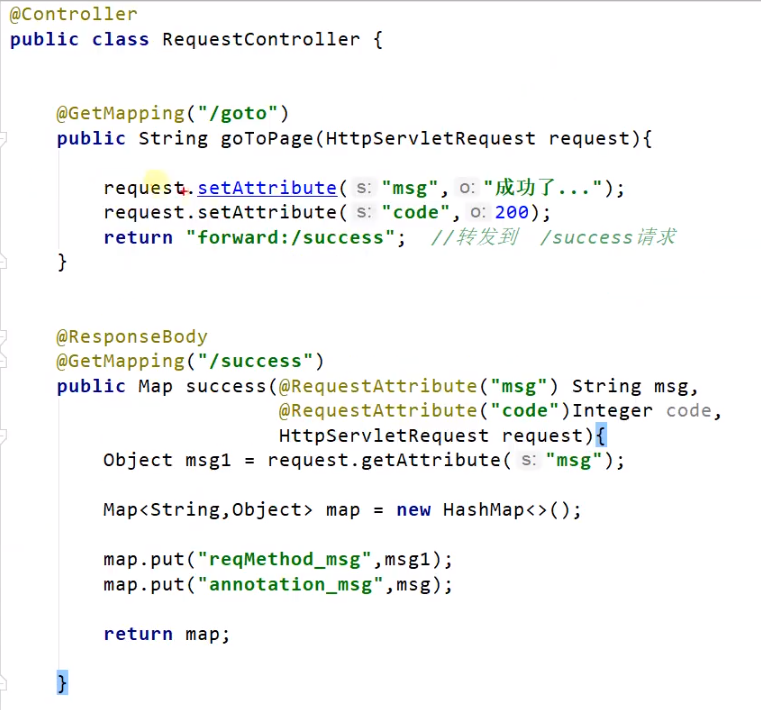 @Controller
public class RequestController {
@GetMapping("/goto")
public String goToPage(HttpServletRequest request){
request.setAttribute( s: "msg", o: "成功了...");
request.setAttribute( s: "code", o: 200);
return "forward:/success"; //转发到 /success请求
}
@ResponseBody
@GetMapping("/success")
public Map success(@RequestAttribute("msg") String msg,
@RequestAttribute("code")Integer code,
HttpServletRequest request){
Object msg1 = request.getAttribute( s: "msg");
Map<String,Object> map = new HashMap<>();
map.put("reqMethod_msg",msg1);
map.put("annotation_msg",msg);
return map;
}